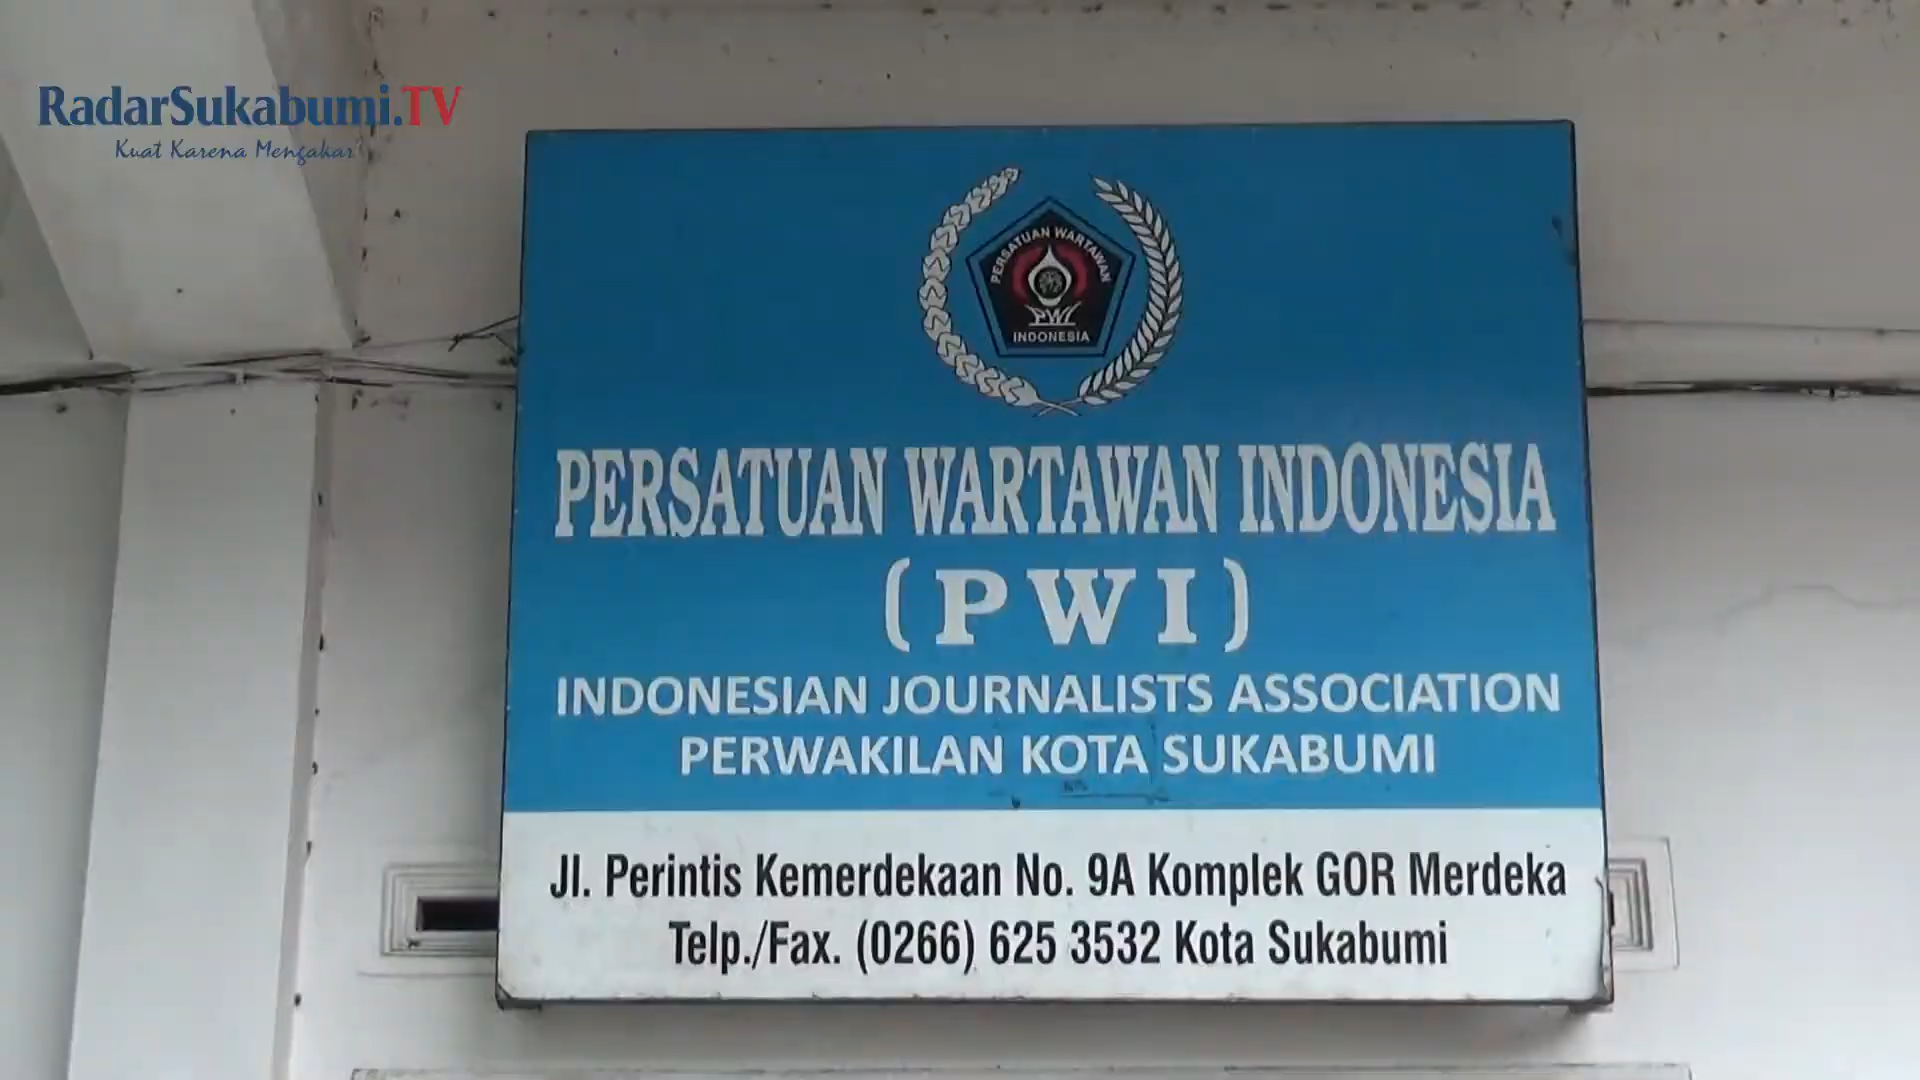 RadarSukabumi.TV
Kuat Karena Mengakar
PERSATUAN WARTAWAN
PWI
INDONESIA
PERSATUAN WARTAWAN INDONESIA
(PWI)
INDONESIAN JOURNALISTS ASSOCIATION
PERWAKILAN KOTA SUKABUMI
Jl. Perintis Kemerdekaan No. 9A Komplek GOR Merdeka
Telp./Fax. (0266) 625 3532 Kota Sukabumi